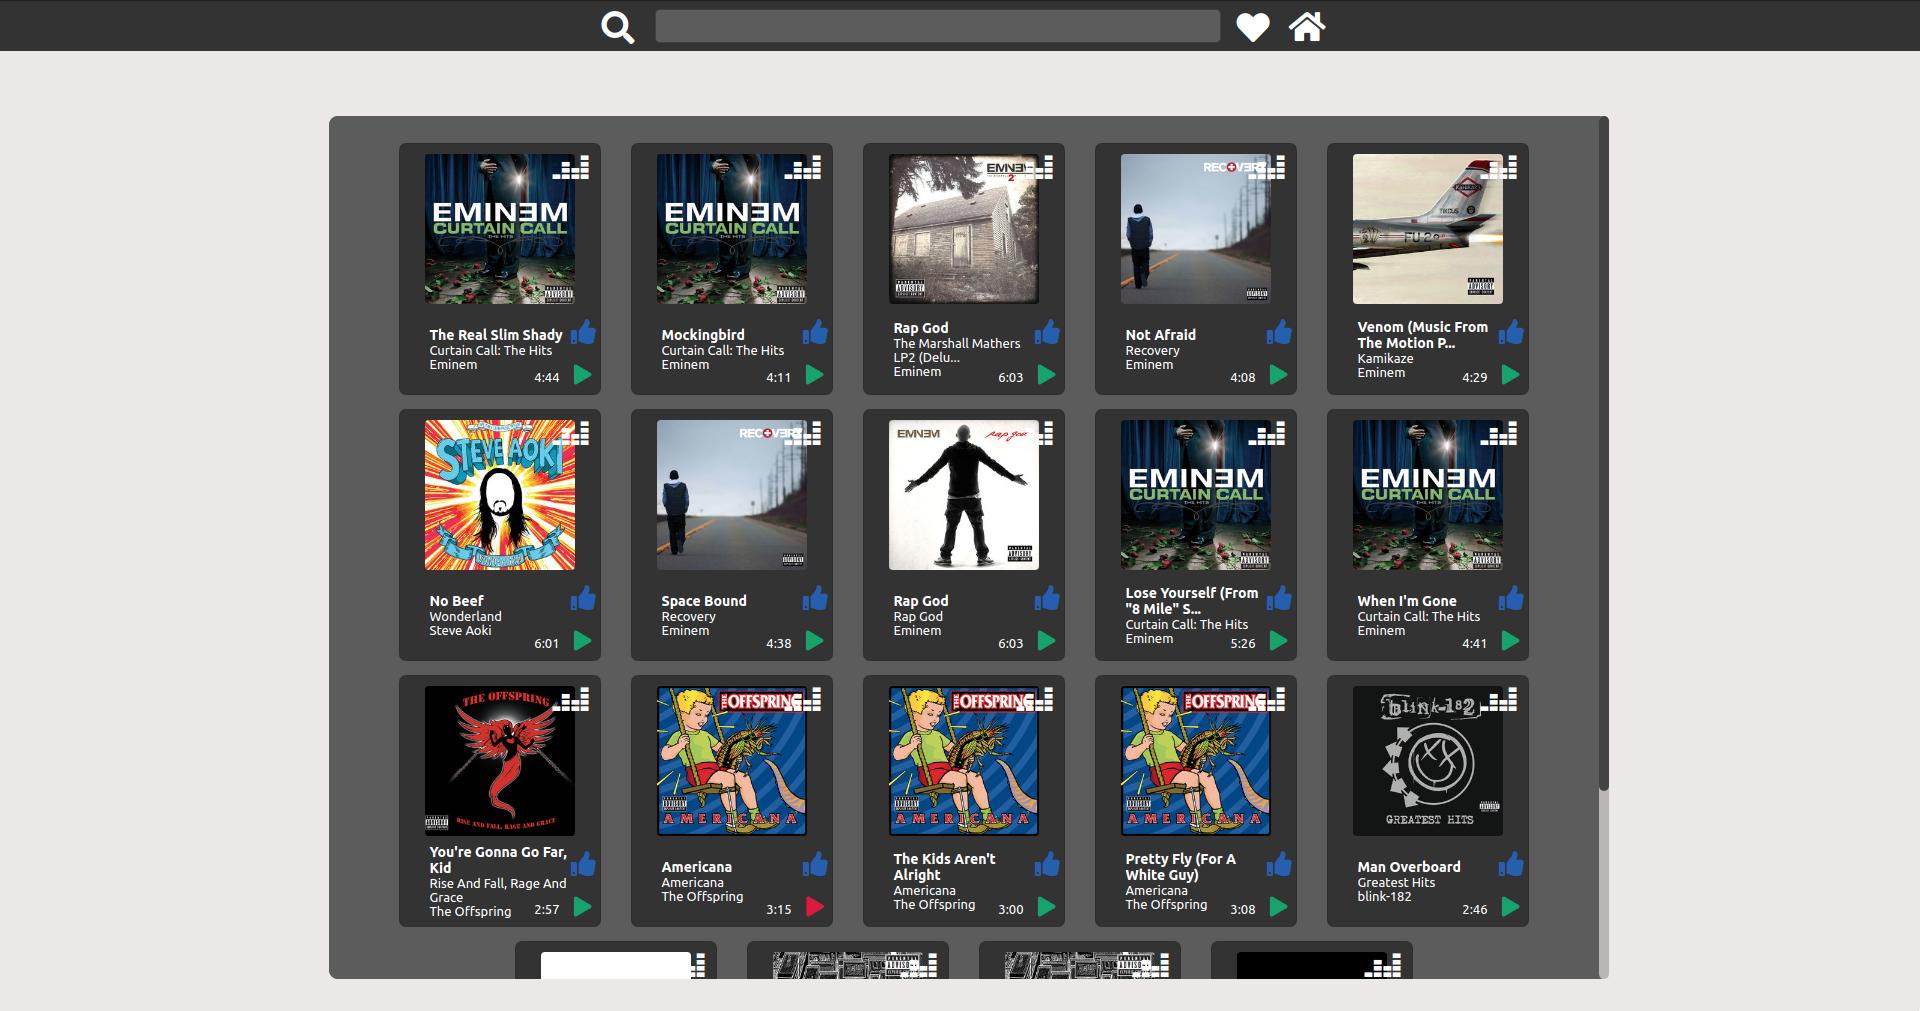 EMINEM
CURTAIN CALL
THE HITS
The Real Slim Shady
Curtain Call: The Hits
Eminem
4:44
EMINEM
CURTAIN CALL
THE HITS
Mockingbird
Curtain Call: The Hits
Eminem
4:11
Rap God
The Marshall Mathers
LP2 (Delu...
Eminem
6:03
RECOVERY
Not Afraid
Recovery
Eminem
4:08
FU-2
Venom (Music From
The Motion P...
Kamikaze
Eminem
4:29
STEVE AOKI
No Beef
Wonderland
Steve Aoki
6:01
RECOVERY
Space Bound
Recovery
Eminem
4:38
EMINEM
rap god
Rap God
Rap God
Eminem
6:03
EMINEM
CURTAIN CALL
THE HITS
Lose Yourself (From
"8 Mile" S...
Curtain Call: The Hits
Eminem
5:26
EMINEM
CURTAIN CALL
THE HITS
When I'm Gone
Curtain Call: The Hits
Eminem
4:41
THE OFFSPRING
RISE AND FALL, RAGE AND GRACE
You're Gonna Go Far,
Kid
Rise And Fall, Rage And
Grace
The Offspring
2:57
THE OFFSPRING
AMERICANA
Americana
Americana
The Offspring
3:15
THE OFFSPRING
AMERICANA
The Kids Aren't
Alright
Americana
The Offspring
3:00
THE OFFSPRING
AMERICANA
Pretty Fly (For A
White Guy)
Americana
The Offspring
3:08
blink-182
GREATEST HITS
Man Overboard
Greatest Hits
blink-182
2:46